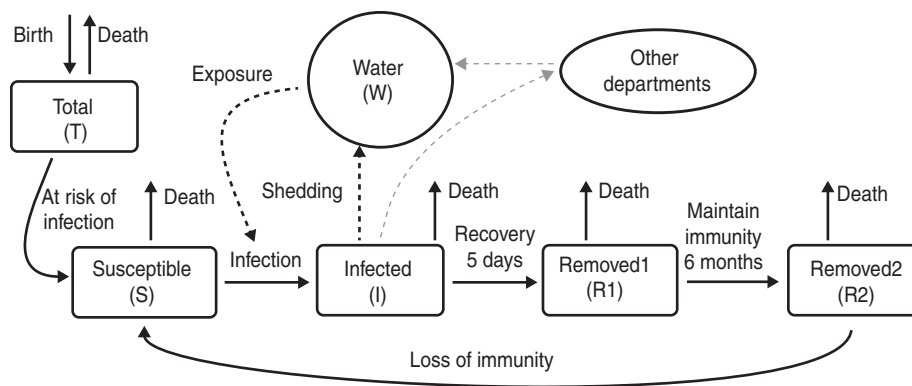 Birth
Death
Total
(T)
Exposure
Water
(W)
Other
departments
At risk of
infection
Death
Shedding
Death
Recovery
5 days
Death
Maintain
immunity
6 months
Death
Susceptible
(S)
Infection
Infected
(I)
Removed1
(R1)
Removed2
(R2)
Loss of immunity